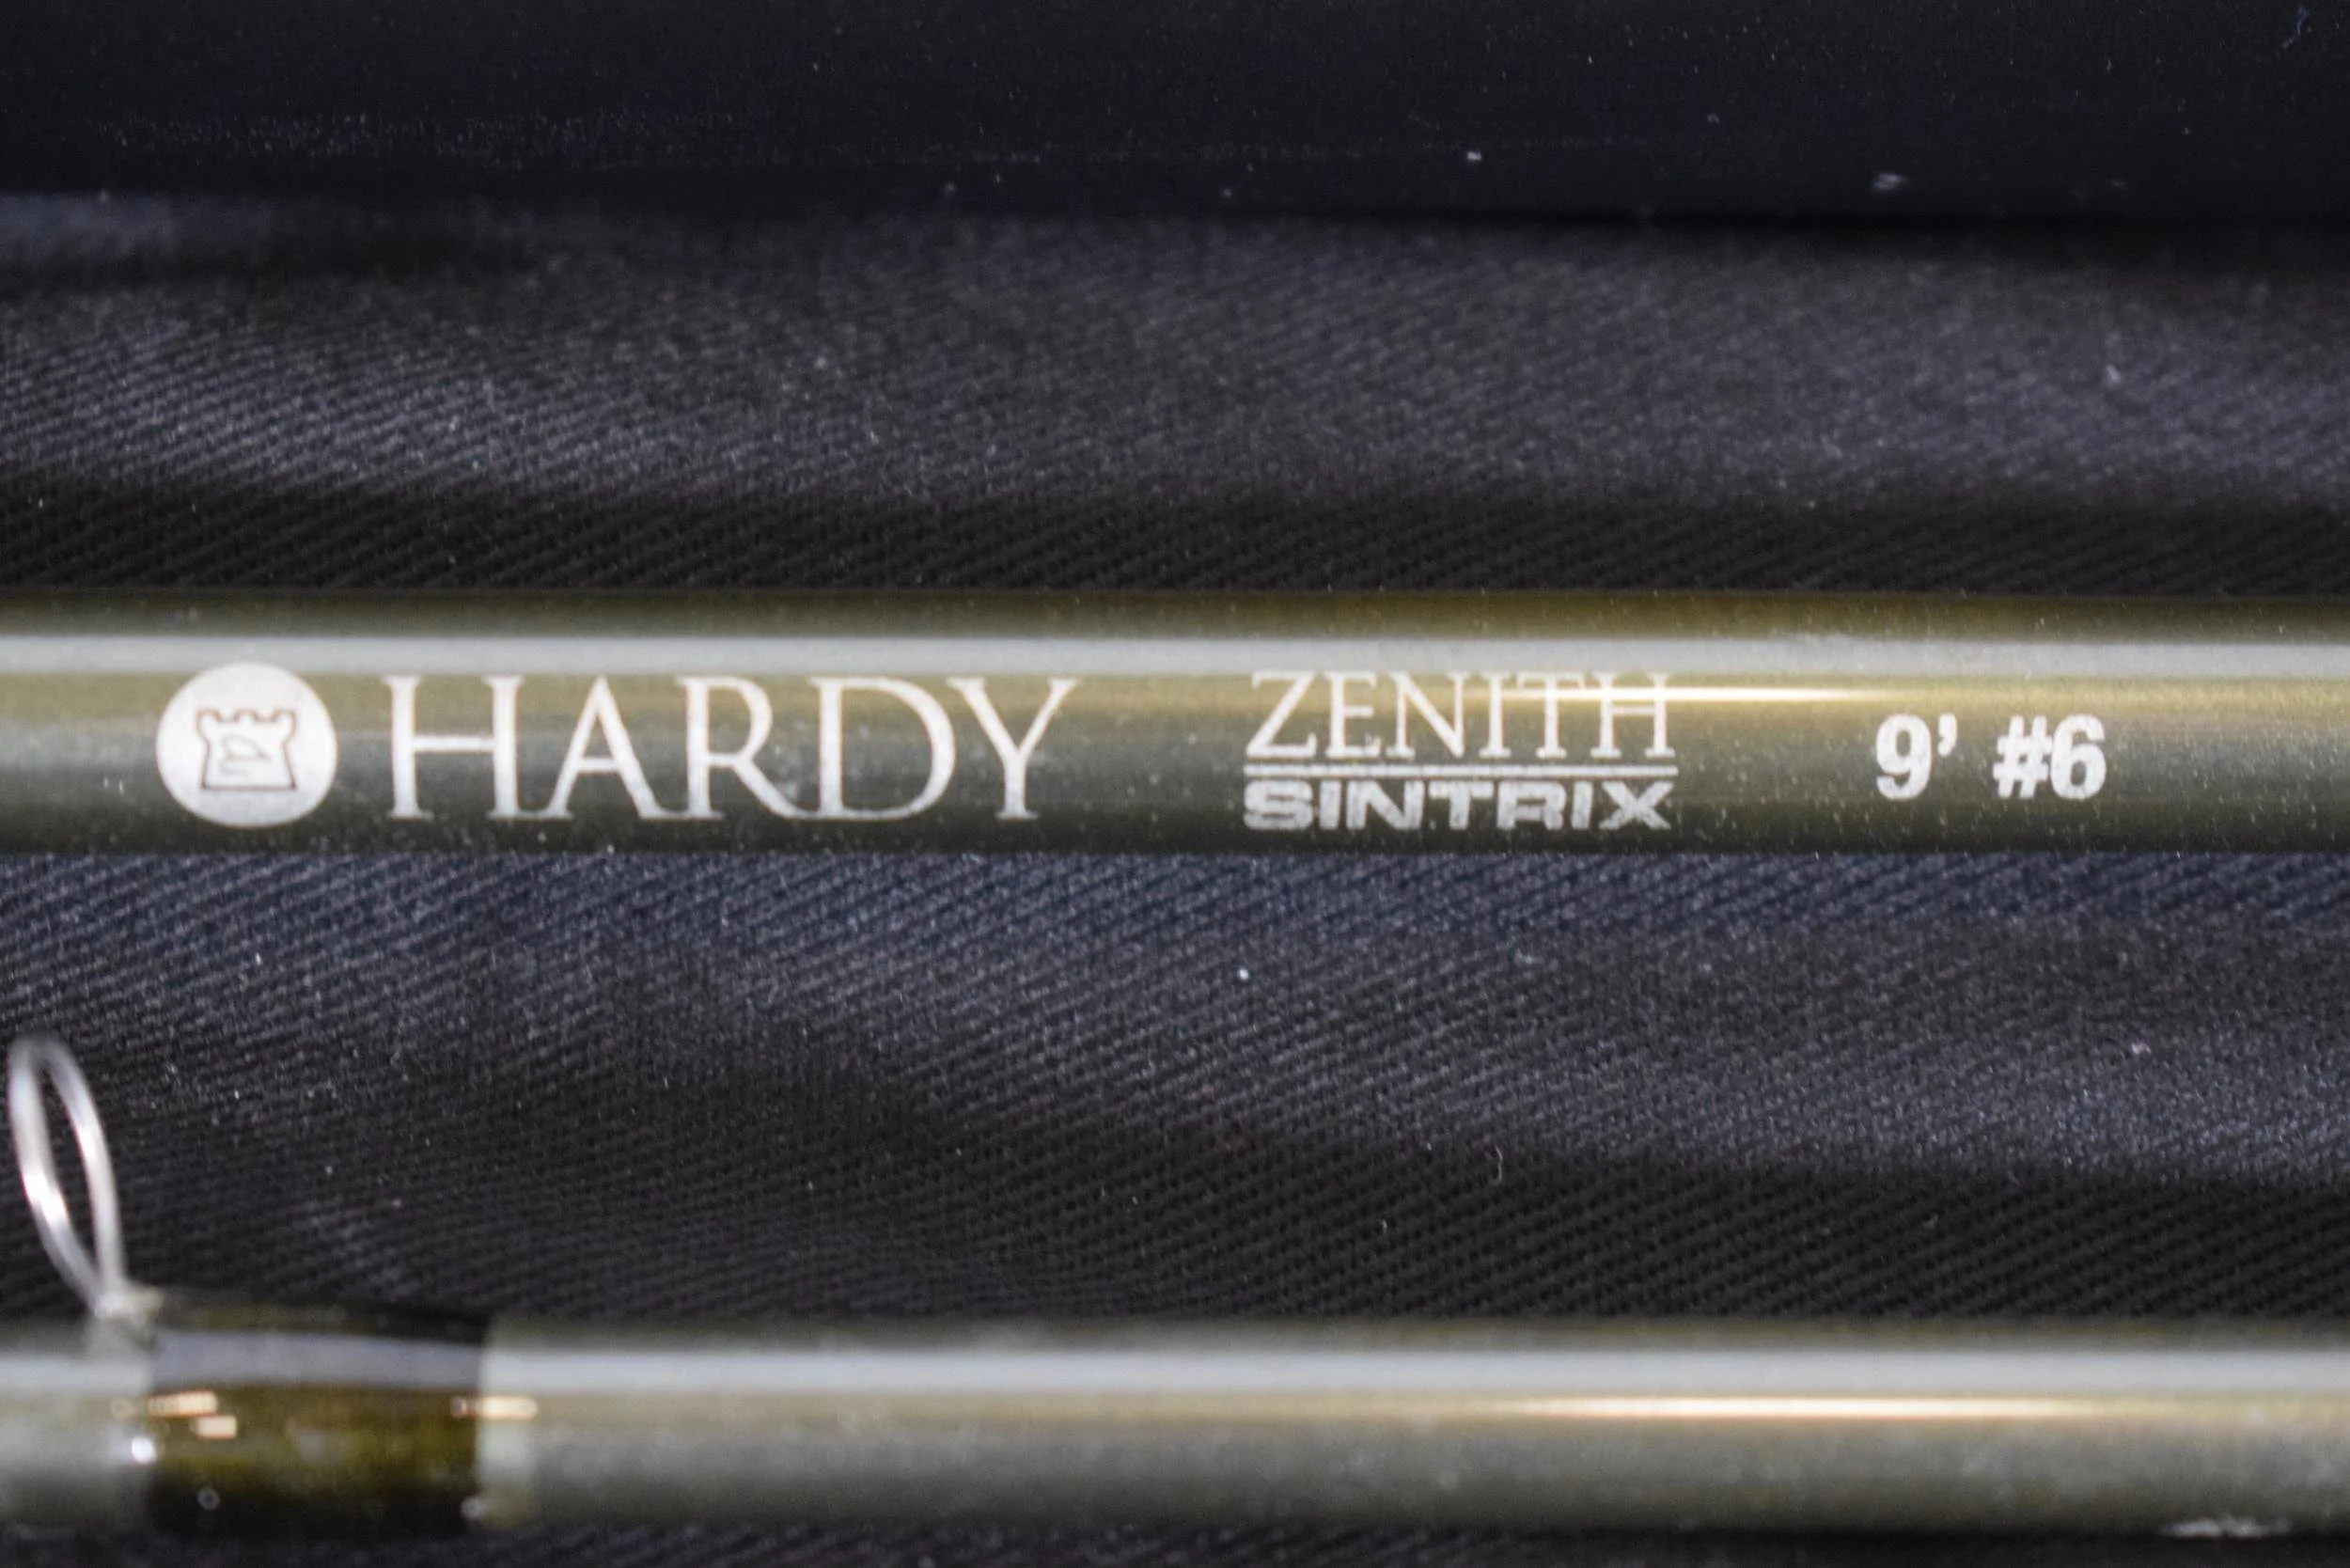 HARDY
ZENITH
SINTRIX
9' #6